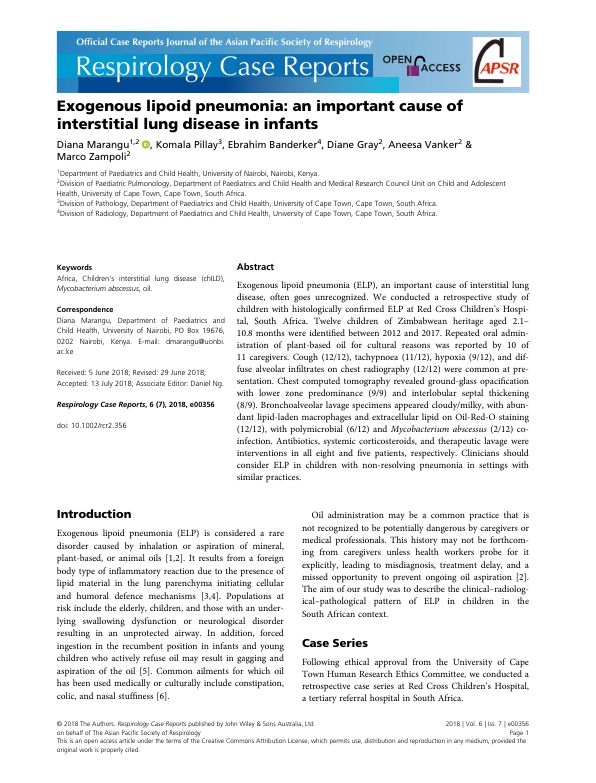 Official Case Reports Journal of the Asian Pacific Society of Respirology
Respirology Case Reports
OPEN ACCESS
APSR
Exogenous lipoid pneumonia: an important cause of
interstitial lung disease in infants
Diana Marangu1,2 iD, Komala Pillay3, Ebrahim Banderker4, Diane Gray2, Aneesa Vanker2 &
Marco Zampoli2
1Department of Paediatrics and Child Health, University of Nairobi, Nairobi, Kenya.
2Division of Paediatric Pulmonology, Department of Paediatrics and Child Health and Medical Research Council Unit on Child and Adolescent
Health, University of Cape Town, Cape Town, South Africa.
3Division of Pathology, Department of Paediatrics and Child Health, University of Cape Town, Cape Town, South Africa.
4Division of Radiology, Department of Paediatrics and Child Health, University of Cape Town, Cape Town, South Africa.
Keywords
Africa, Children's interstitial lung disease (chILD),
Mycobacterium abscessus, oil.
Correspondence
Diana Marangu, Department of Paediatrics and
Child Health, University of Nairobi, PO Box 19676,
0202 Nairobi, Kenya. E-mail: dmarangu@uonbi.
ac.ke
Received: 5 June 2018; Revised: 29 June 2018;
Accepted: 13 July 2018; Associate Editor: Daniel Ng.
Respirology Case Reports, 6 (7), 2018, e00356
doi: 10.1002/rcr2.356
Abstract
Exogenous lipoid pneumonia (ELP), an important cause of interstitial lung
disease, often goes unrecognized. We conducted a retrospective study of
children with histologically confirmed ELP at Red Cross Children's Hospi-
tal, South Africa. Twelve children of Zimbabwean heritage aged 2.1–
10.8 months were identified between 2012 and 2017. Repeated oral admin-
istration of plant-based oil for cultural reasons was reported by 10 of
11 caregivers. Cough (12/12), tachypnoea (11/12), hypoxia (9/12), and dif-
fuse alveolar infiltrates on chest radiography (12/12) were common at pre-
sentation. Chest computed tomography revealed ground-glass opacification
with lower zone predominance (9/9) and interlobular septal thickening
(8/9). Bronchoalveolar lavage specimens appeared cloudy/milky, with abun-
dant lipid-laden macrophages and extracellular lipid on Oil-Red-O staining
(12/12), with polymicrobial (6/12) and Mycobacterium abscessus (2/12) co-
infection. Antibiotics, systemic corticosteroids, and therapeutic lavage were
interventions in all eight and five patients, respectively. Clinicians should
consider ELP in children with non-resolving pneumonia in settings with
similar practices.
Introduction
Exogenous lipoid pneumonia (ELP) is considered a rare
disorder caused by inhalation or aspiration of mineral,
plant-based, or animal oils [1,2]. It results from a foreign
body type of inflammatory reaction due to the presence of
lipid material in the lung parenchyma initiating cellular
and humoral defence mechanisms [3,4]. Populations at
risk include the elderly, children, and those with an under-
lying swallowing dysfunction or neurological disorder
resulting in an unprotected airway. In addition, forced
ingestion in the recumbent position in infants and young
children who actively refuse oil may result in gagging and
aspiration of the oil [5]. Common ailments for which oil
has been used medically or culturally include constipation,
colic, and nasal stuffiness [6].
Oil administration may be a common practice that is
not recognized to be potentially dangerous by caregivers or
medical professionals. This history may not be forthcom-
ing from caregivers unless health workers probe for it
explicitly, leading to misdiagnosis, treatment delay, and a
missed opportunity to prevent ongoing oil aspiration [2].
The aim of our study was to describe the clinical–radiolog-
ical–pathological pattern of ELP in children in the
South African context.
Case Series
Following ethical approval from the University of Cape
Town Human Research Ethics Committee, we conducted a
retrospective case series at Red Cross Children's Hospital,
a tertiary referral hospital in South Africa.
© 2018 The Authors. Respirology Case Reports published by John Wiley & Sons Australia, Ltd
on behalf of The Asian Pacific Society of Respirology
2018 | Vol. 6 | Iss. 7 | e00356
Page 1
This is an open access article under the terms of the Creative Commons Attribution License, which permits use, distribution and reproduction in any medium, provided the
original work is properly cited.